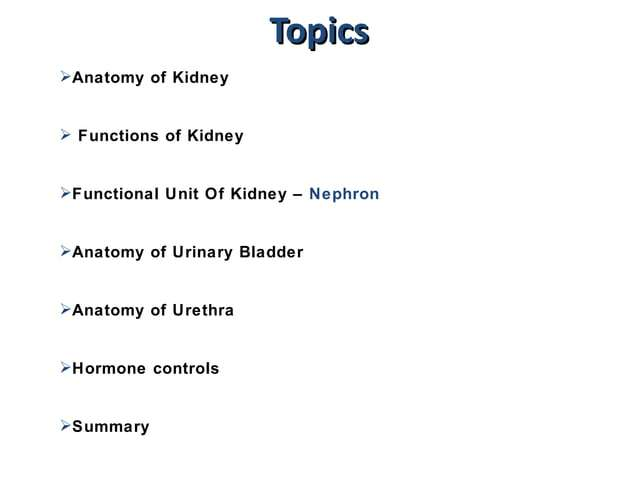 Topics
➢Anatomy of Kidney
➢ Functions of Kidney
➢Functional Unit Of Kidney – Nephron
➢Anatomy of Urinary Bladder
➢Anatomy of Urethra
➢Hormone controls
➢Summary